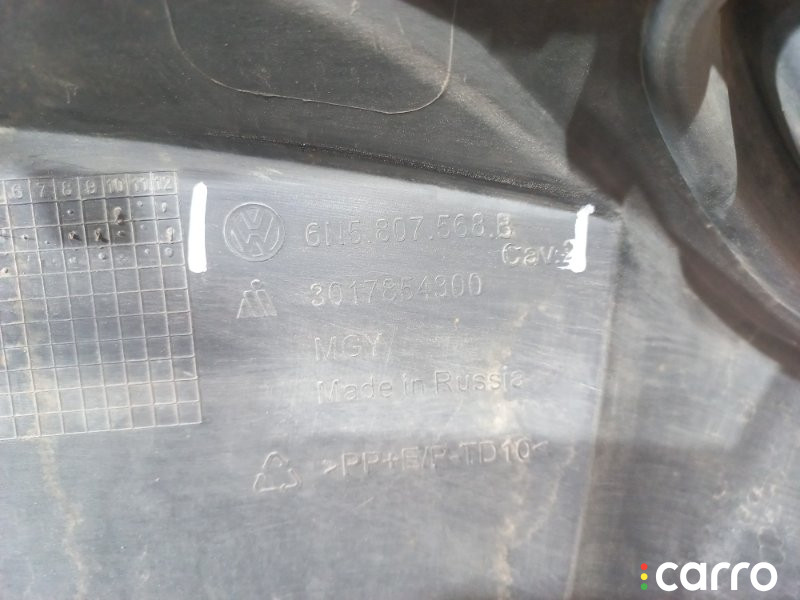 6 7 8 9 10 11 12
6N5.807.568.B
Cav:2
3017854300
MGY
Made in Russia
>PP+E/P-TD10<
carro